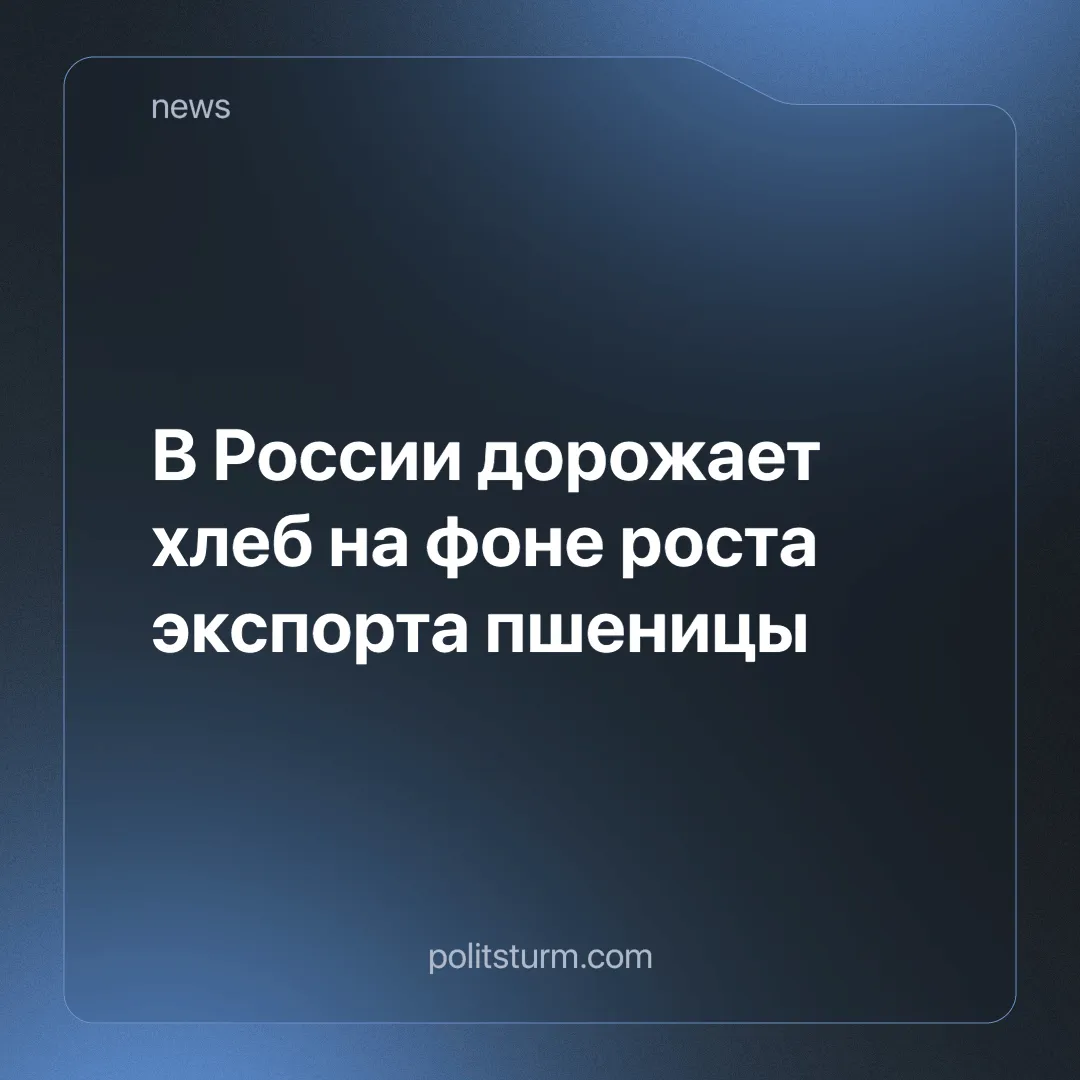 news
В России дорожает
хлеб на фоне роста
экспорта пшеницы
politsturm.com